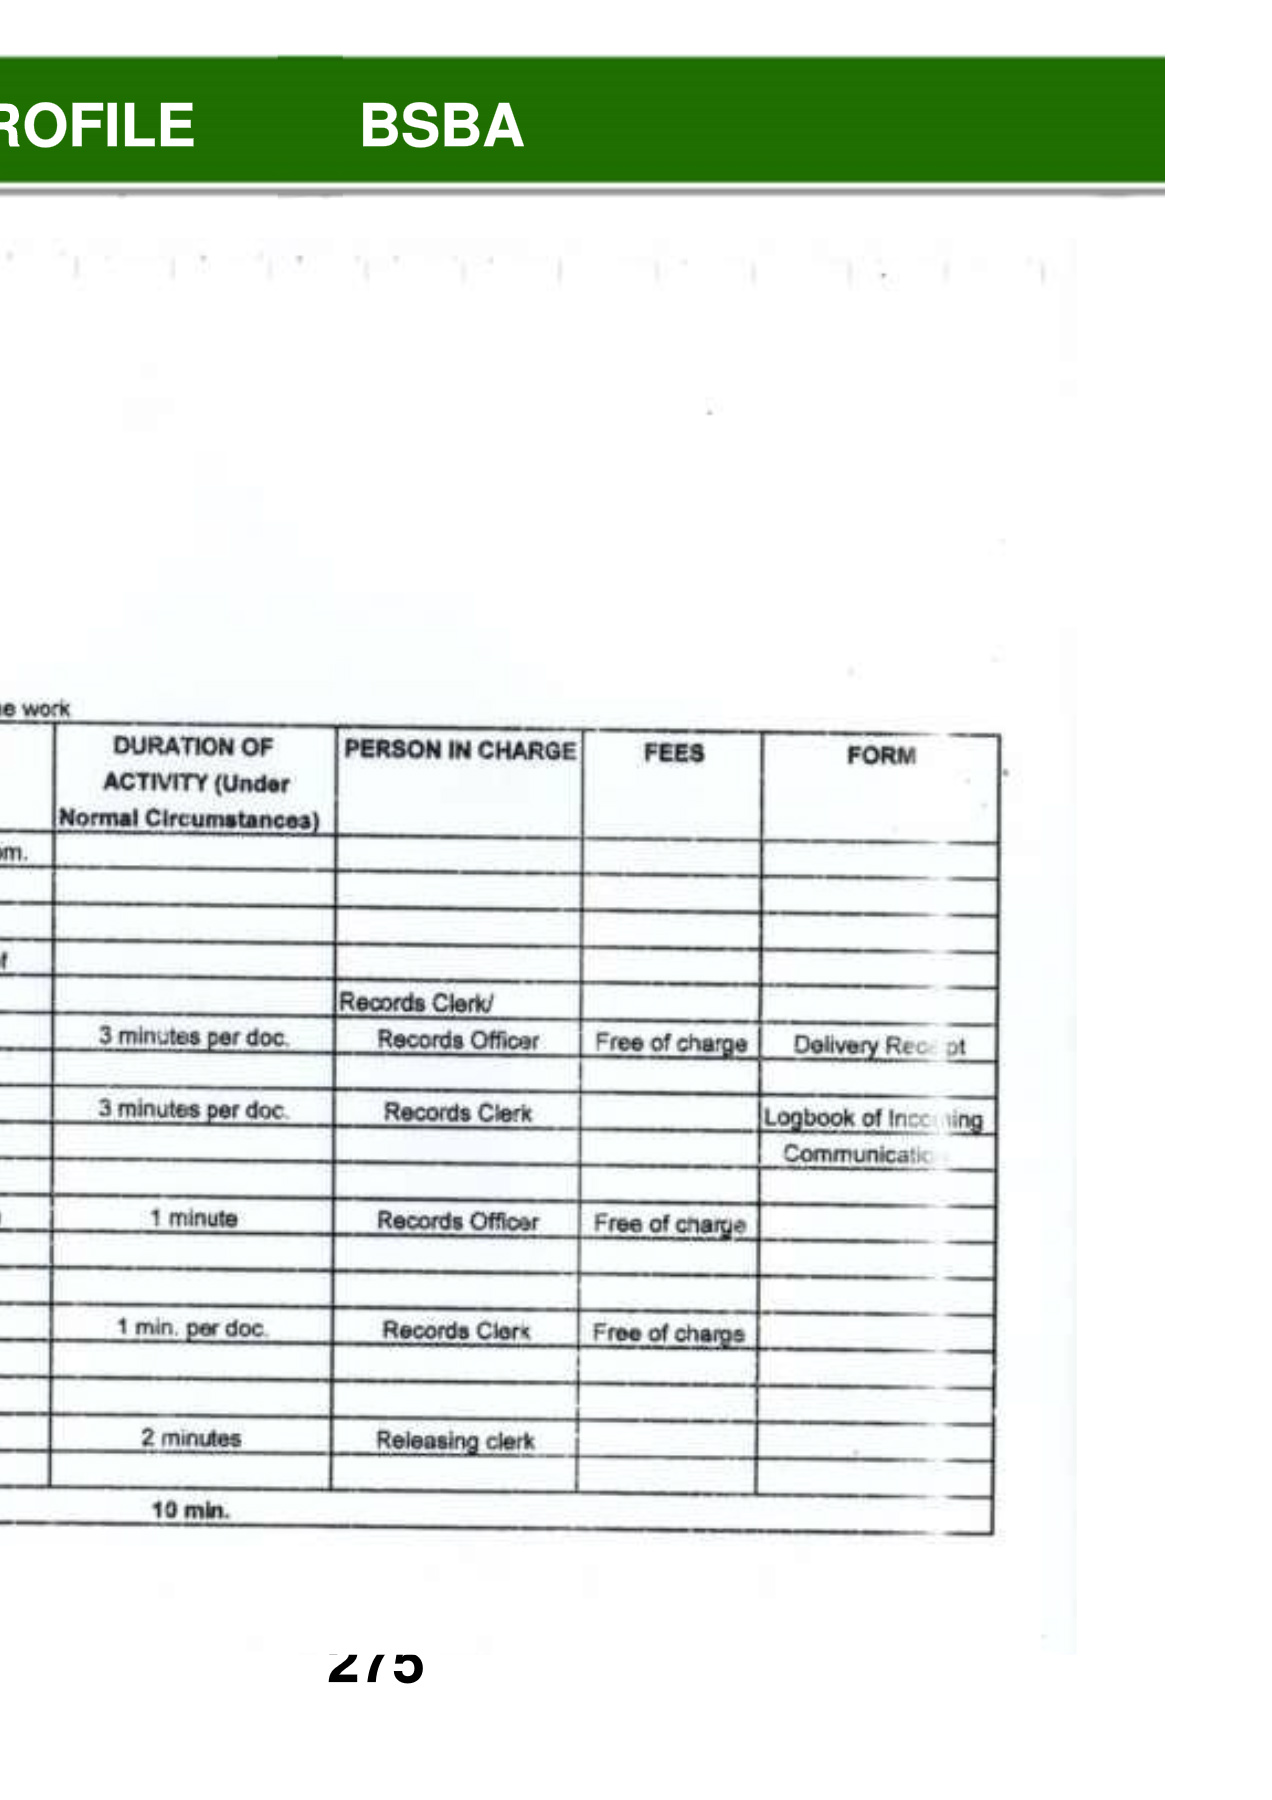 ROFILE BSBA
e work
DURATION OF ACTIVITY (Under Normal Circumstances) PERSON IN CHARGE FEES FORM
om.
Records Clerk/
3 minutes per doc. Records Officer Free of charge Delivery Rec pt
3 minutes per doc. Records Clerk Logbook of Inco ing
Communicatio
1 minute Records Officer Free of charge
1 min. per doc. Records Clerk Free of charge
2 minutes Releasing clerk
10 min.
275